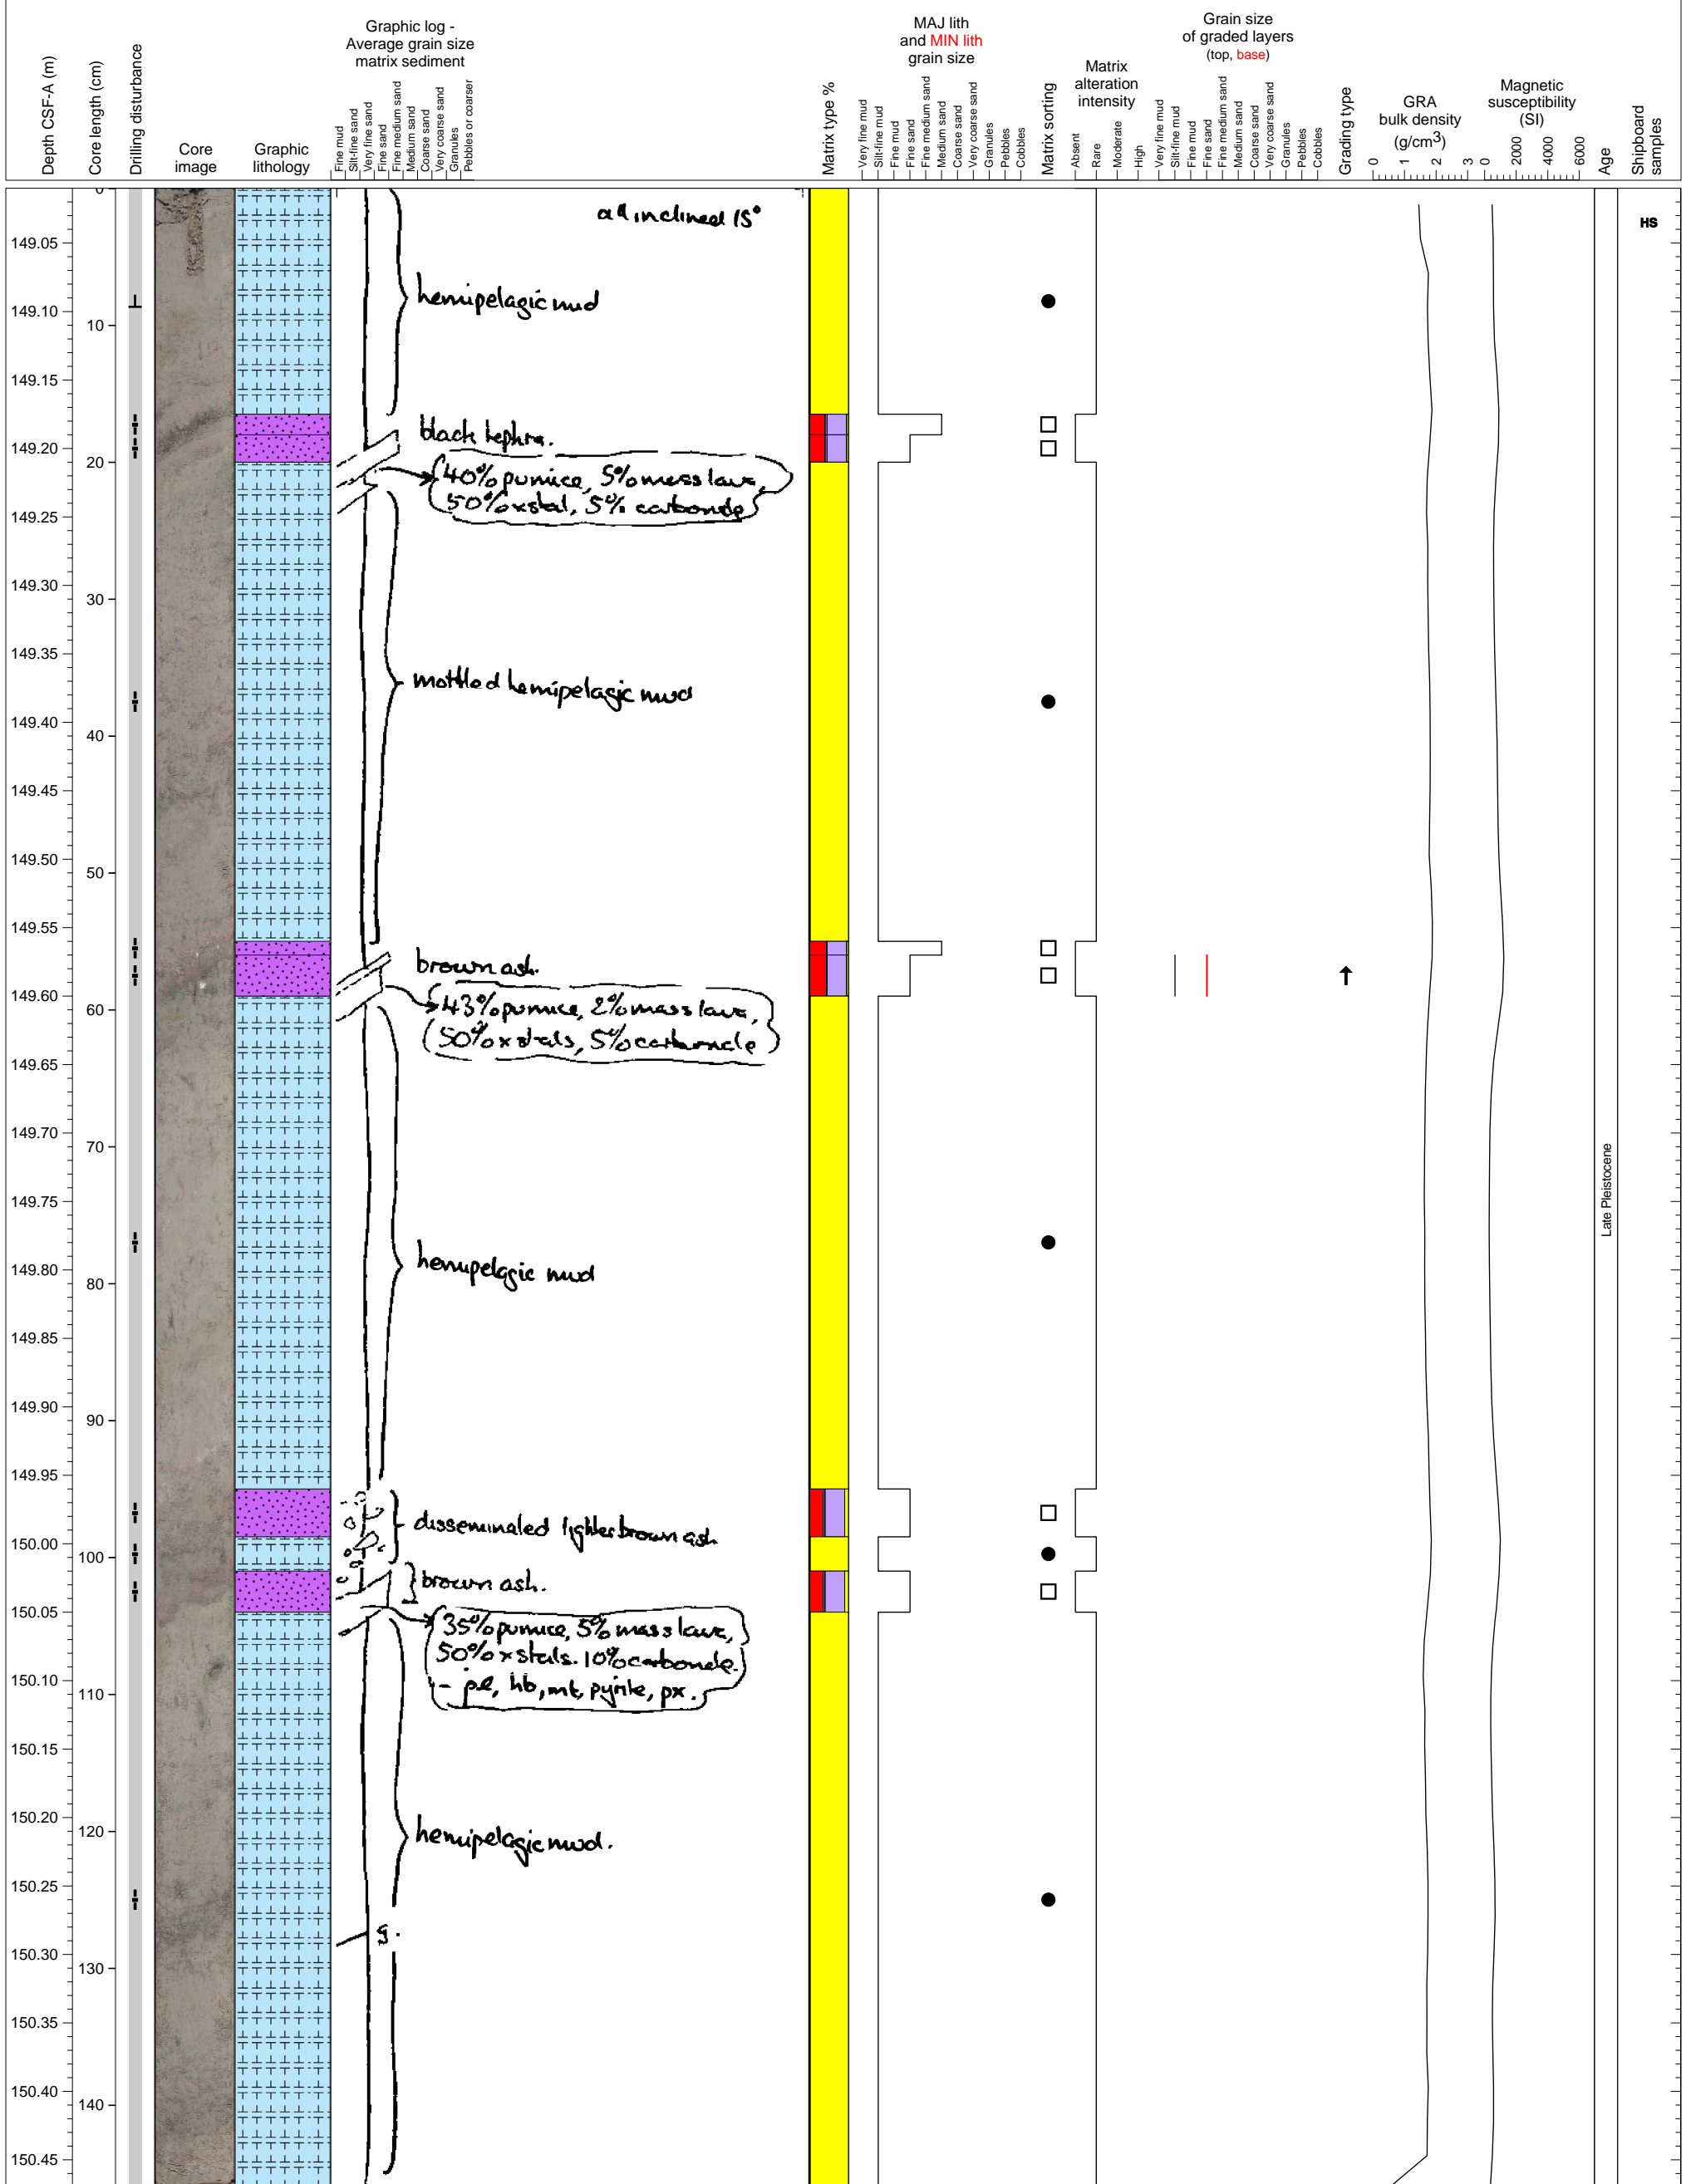 Depth CSF-A (m)
Core length (cm)
Drilling disturbance
Core
image
Graphic
lithology
Graphic log -
Average grain size
matrix sediment
Fine mud
Silt-fine sand
Very fine sand
Fine sand
Fine medium sand
Medium sand
Coarse sand
Very coarse sand
Granules
Pebbles or coarser
Matrix type %
MAJ lith
and MIN lith
grain size
Very fine mud
Silt-fine mud
Fine mud
Fine sand
Fine medium sand
Medium sand
Coarse sand
Very coarse sand
Granules
Pebbles
Cobbles
Matrix sorting
Matrix
alteration
intensity
Absent
Rare
Moderate
High
Grain size
of graded layers
(top, base)
Very fine mud
Silt-fine mud
Fine mud
Fine sand
Fine medium sand
Medium sand
Coarse sand
Very coarse sand
Granules
Pebbles
Cobbles
Grading type
GRA
bulk density
(g/cm3)
0 1 2 3
Magnetic
susceptibility
(SI)
0 2000 4000 6000
Age
Shipboard
samples
0
all inclined 15°
HS
149.05
hemipelagic mud
149.10
10
149.15
black tephra.
149.20
20
40% pumice, 5% mass lava,
50% xstal, 5% carbonate
149.25
149.30
30
149.35
mottled hemipelagic mud
149.40
40
149.45
149.50
50
149.55
brown ash.
149.60
60
43% pumice, 2% mass lava,
50% xstals, 5% carbonate
149.65
149.70
70
Late Pleistocene
149.75
hemipelagic mud
149.80
80
149.85
149.90
90
149.95
disseminated lighter brown ash
150.00
100
brown ash.
150.05
35% pumice, 5% mass lava,
50% xstals. 10% carbonate.
- pl, hb, mt, pyrite, px.
150.10
110
150.15
150.20
120
hemipelagic mud.
150.25
g.
150.30
130
150.35
150.40
140
150.45